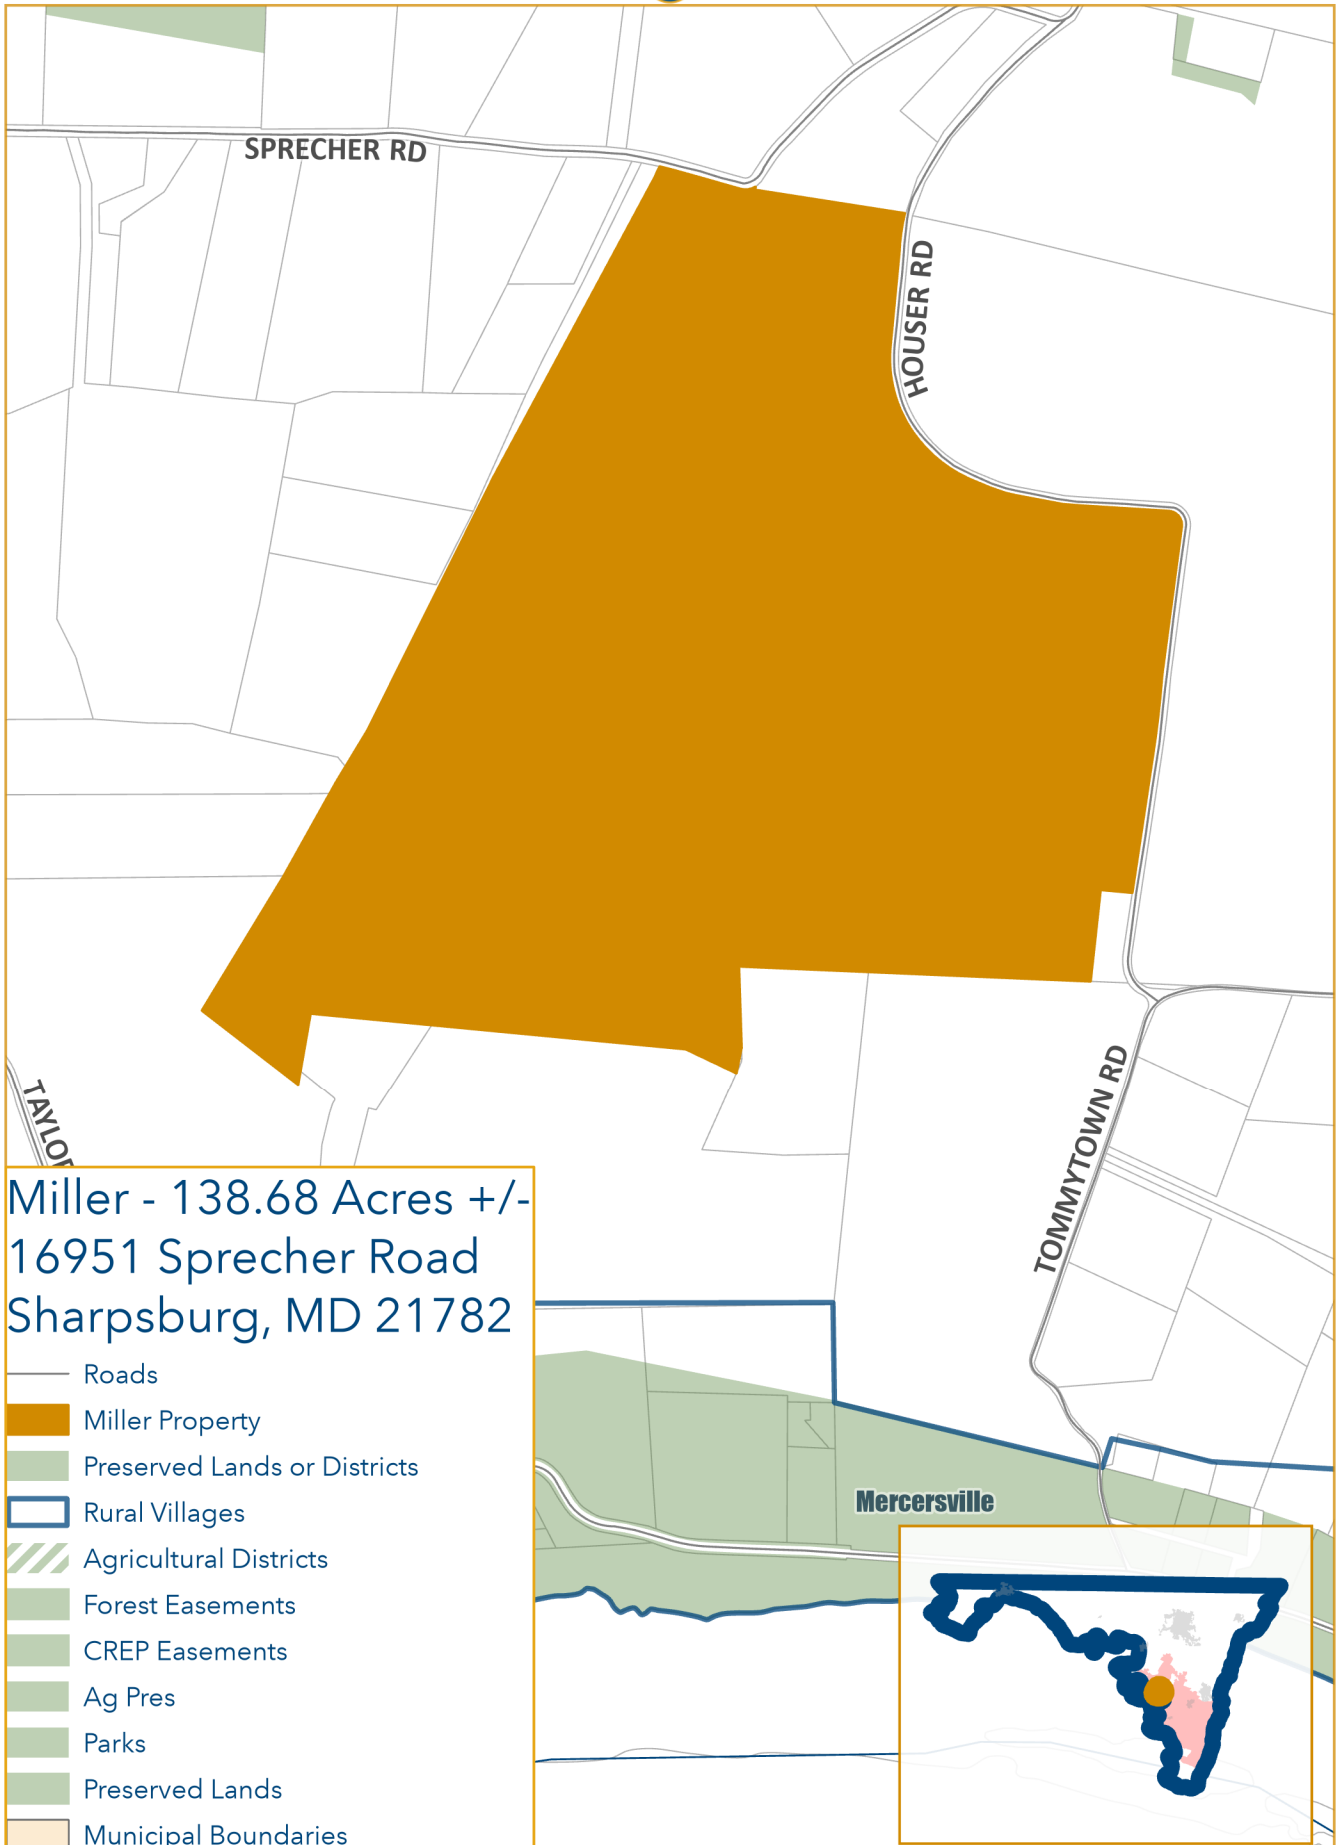 SPRECHER RD
HOUSER RD
TOMMYTOWN RD
Miller - 138.68 Acres +/-
16951 Sprecher Road
Sharpsburg, MD 21782
Roads
Miller Property
Preserved Lands or Districts
Rural Villages
Agricultural Districts
Forest Easements
CREP Easements
Ag Pres
Parks
Preserved Lands
Municipal Boundaries
Mercersville